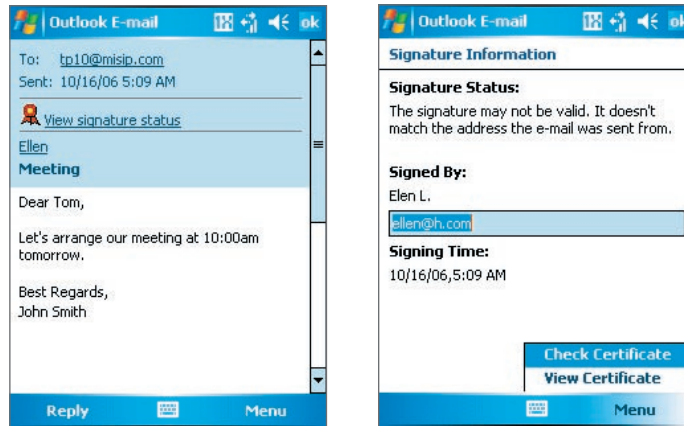 Outlook E-mail
ok
To: tp10@misip.com
Sent: 10/16/06 5:09 AM
View signature status
Ellen
Meeting
Dear Tom,
Let's arrange our meeting at 10:00am
tomorrow.
Best Regards,
John Smith
Reply
Menu
Outlook E-mail
ok
Signature Information
Signature Status:
The signature may not be valid. It doesn't
match the address the e-mail was sent from.
Signed By:
Elen L.
ellen@h.com
Signing Time:
10/16/06,5:09 AM
Check Certificate
View Certificate
Menu